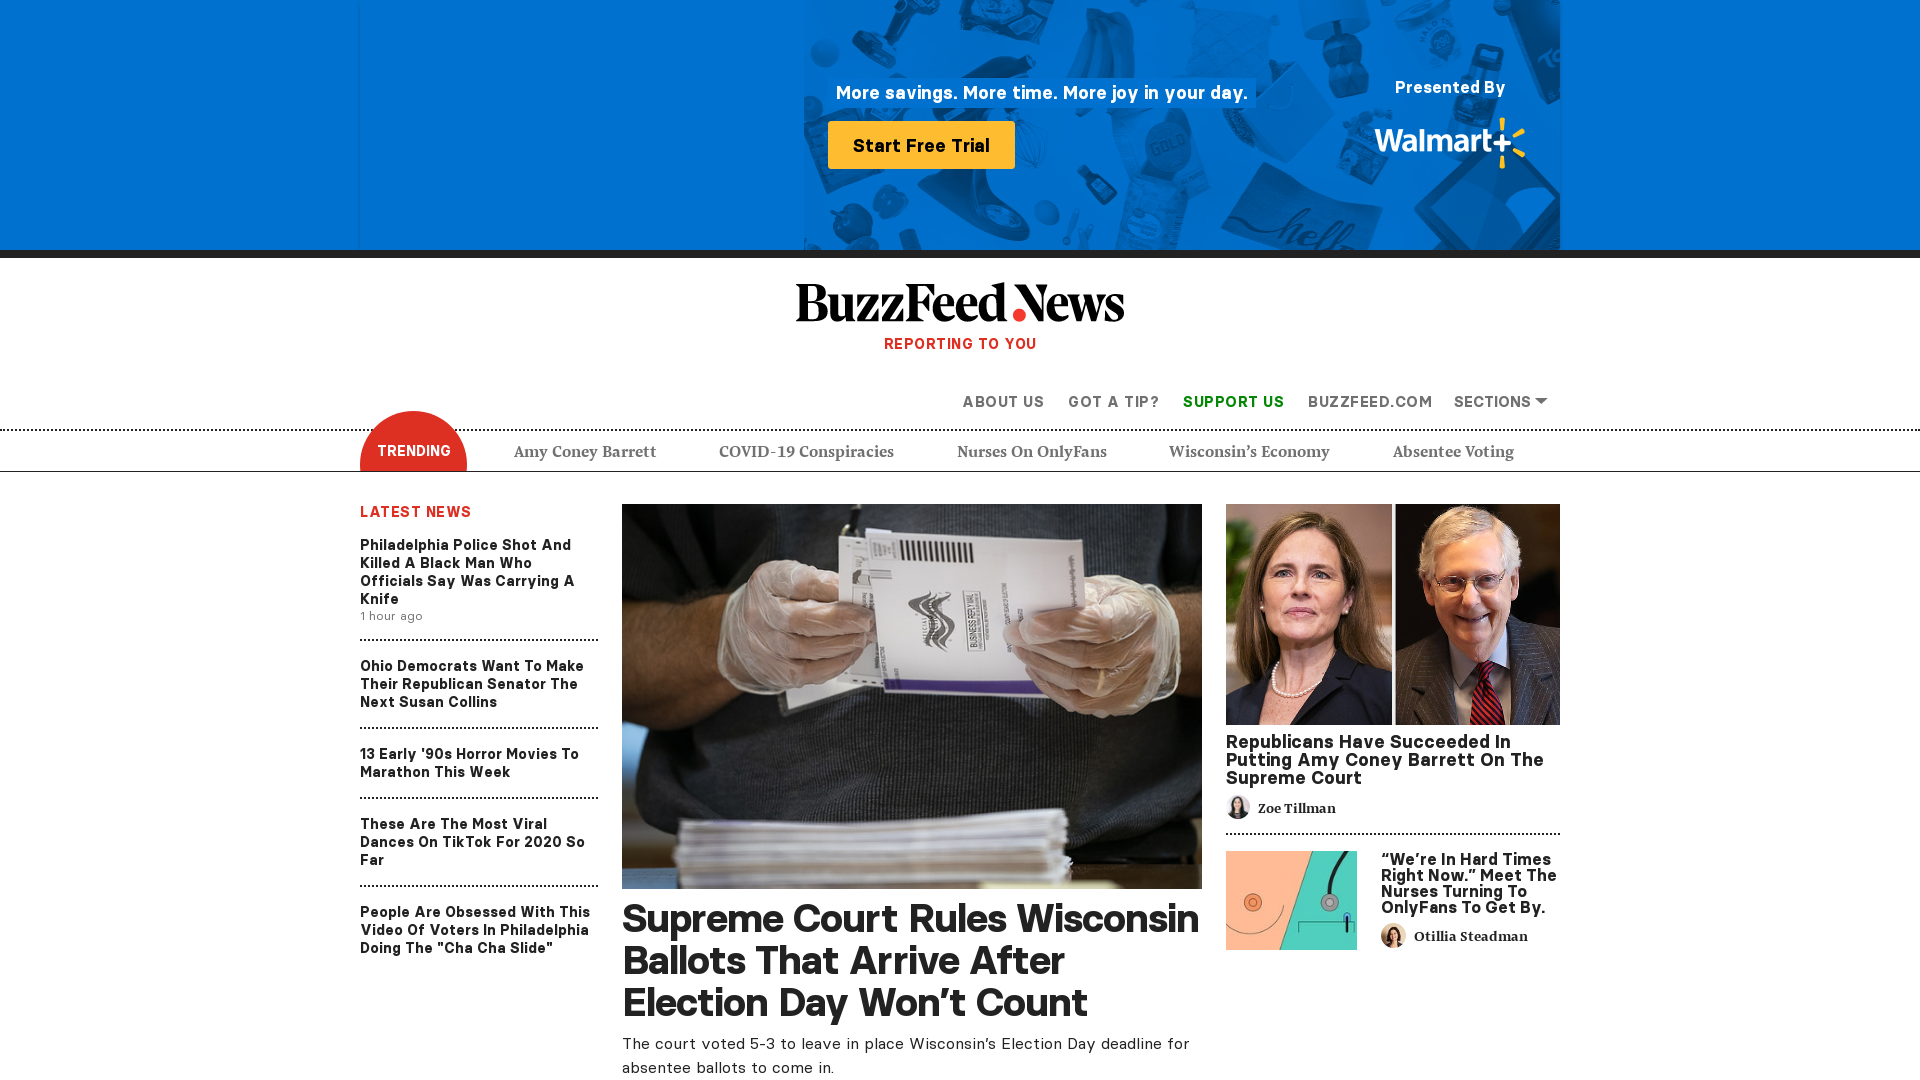 More savings. More time. More joy in your day.
Start Free Trial
Presented By
Walmart+
BuzzFeed News
REPORTING TO YOU
ABOUT US
GOT A TIP?
SUPPORT US
BUZZFEED.COM
SECTIONS
TRENDING
Amy Coney Barrett
COVID-19 Conspiracies
Nurses On OnlyFans
Wisconsin’s Economy
Absentee Voting
LATEST NEWS
Philadelphia Police Shot And
Killed A Black Man Who
Officials Say Was Carrying A
Knife
1 hour ago
Ohio Democrats Want To Make
Their Republican Senator The
Next Susan Collins
13 Early '90s Horror Movies To
Marathon This Week
These Are The Most Viral
Dances On TikTok For 2020 So
Far
People Are Obsessed With This
Video Of Voters In Philadelphia
Doing The "Cha Cha Slide"
BUSINESS REPLY MAIL
Supreme Court Rules Wisconsin
Ballots That Arrive After
Election Day Won’t Count
The court voted 5-3 to leave in place Wisconsin’s Election Day deadline for
absentee ballots to come in.
Republicans Have Succeeded In
Putting Amy Coney Barrett On The
Supreme Court
Zoe Tillman
“We’re In Hard Times
Right Now.” Meet The
Nurses Turning To
OnlyFans To Get By.
Otillia Steadman
hello
GOLD